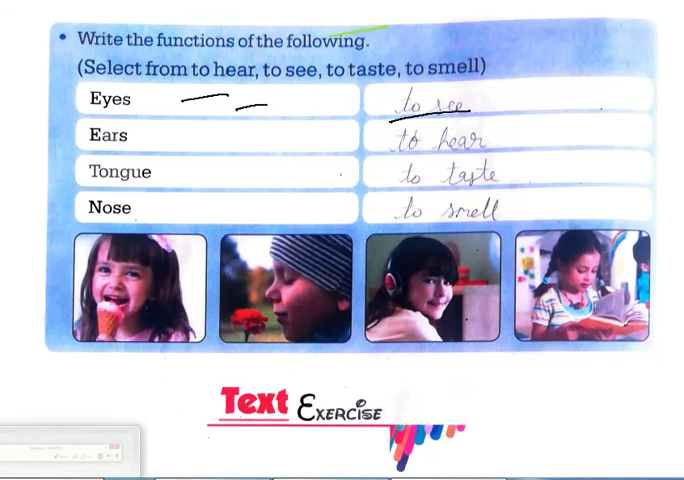 • Write the functions of the following.
(Select from to hear, to see, to taste, to smell)
Eyes to see
Ears to hear
Tongue to taste
Nose to smell
Text EXERCISE